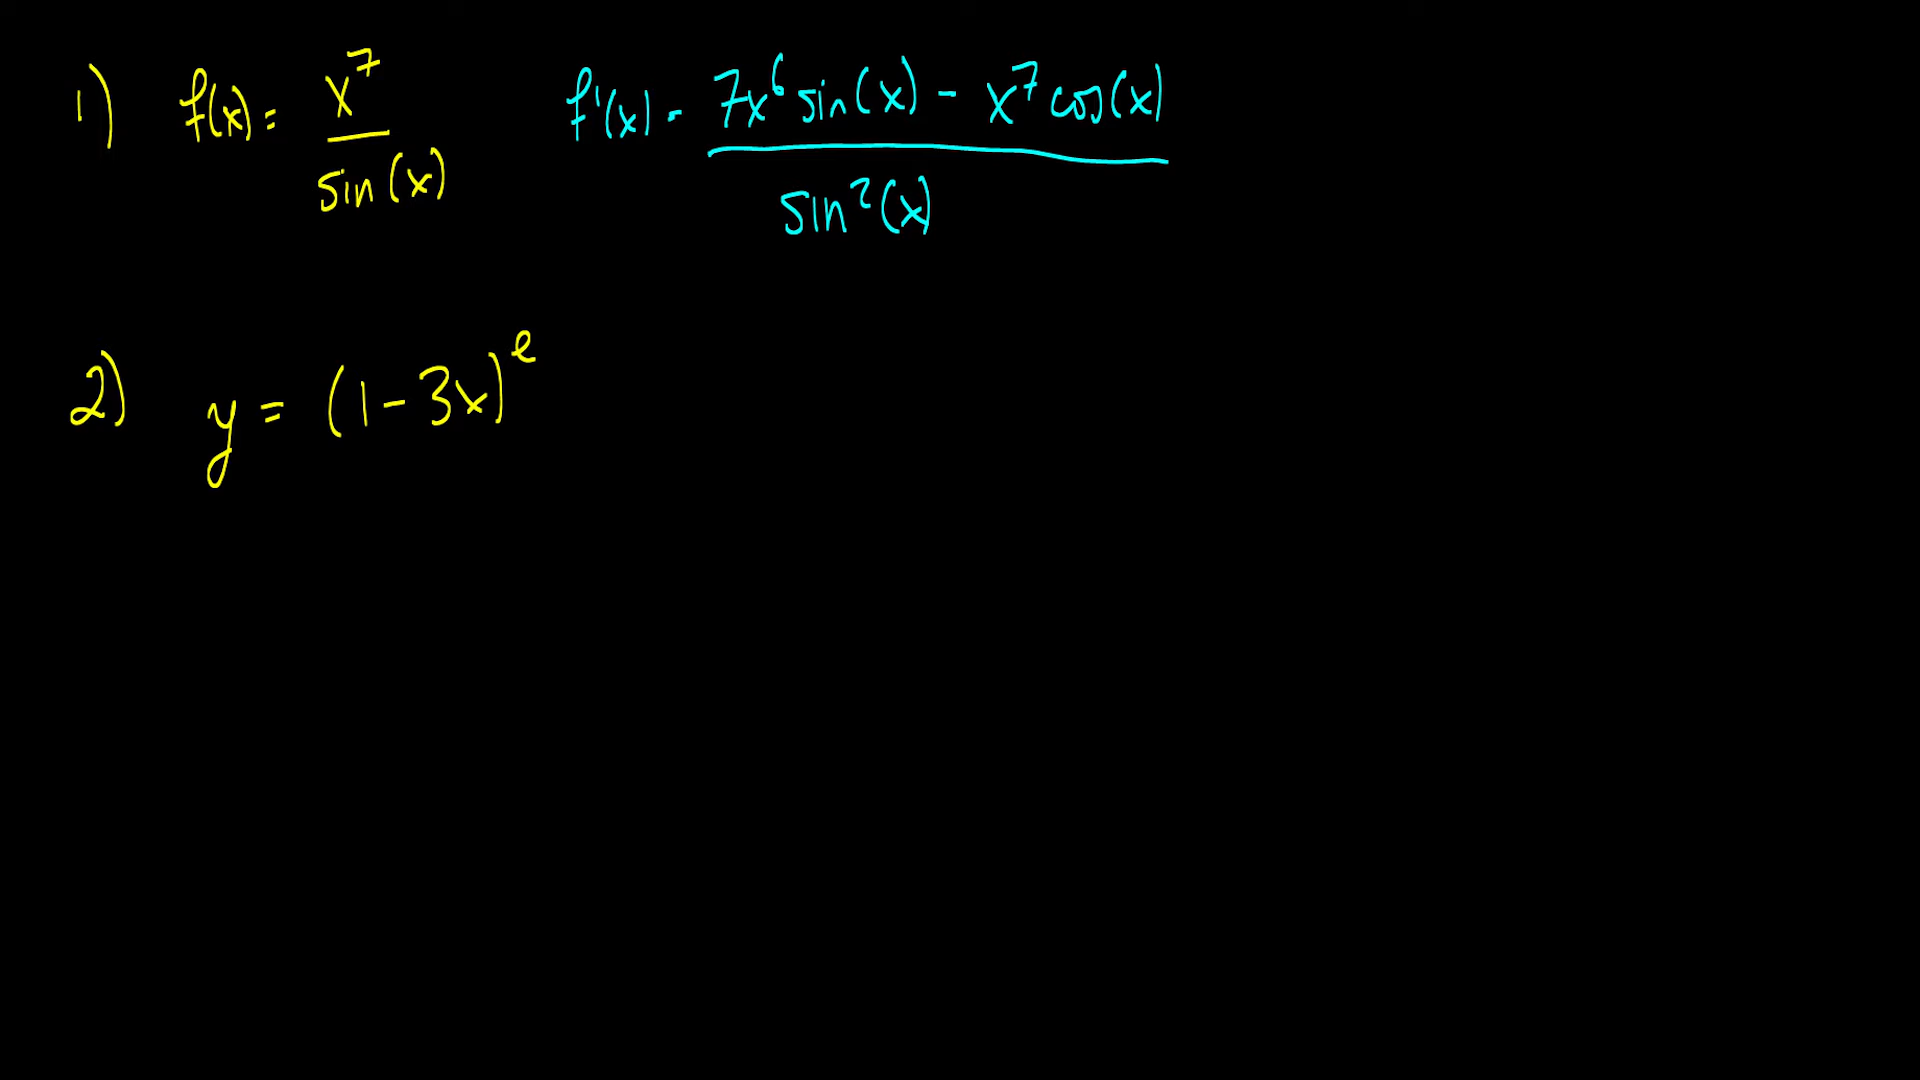 1) f(x) = x^7 / sin(x) f'(x) = (7x^6 sin(x) - x^7 cos(x)) / sin^2(x)
2) y = (1 - 3x)^e